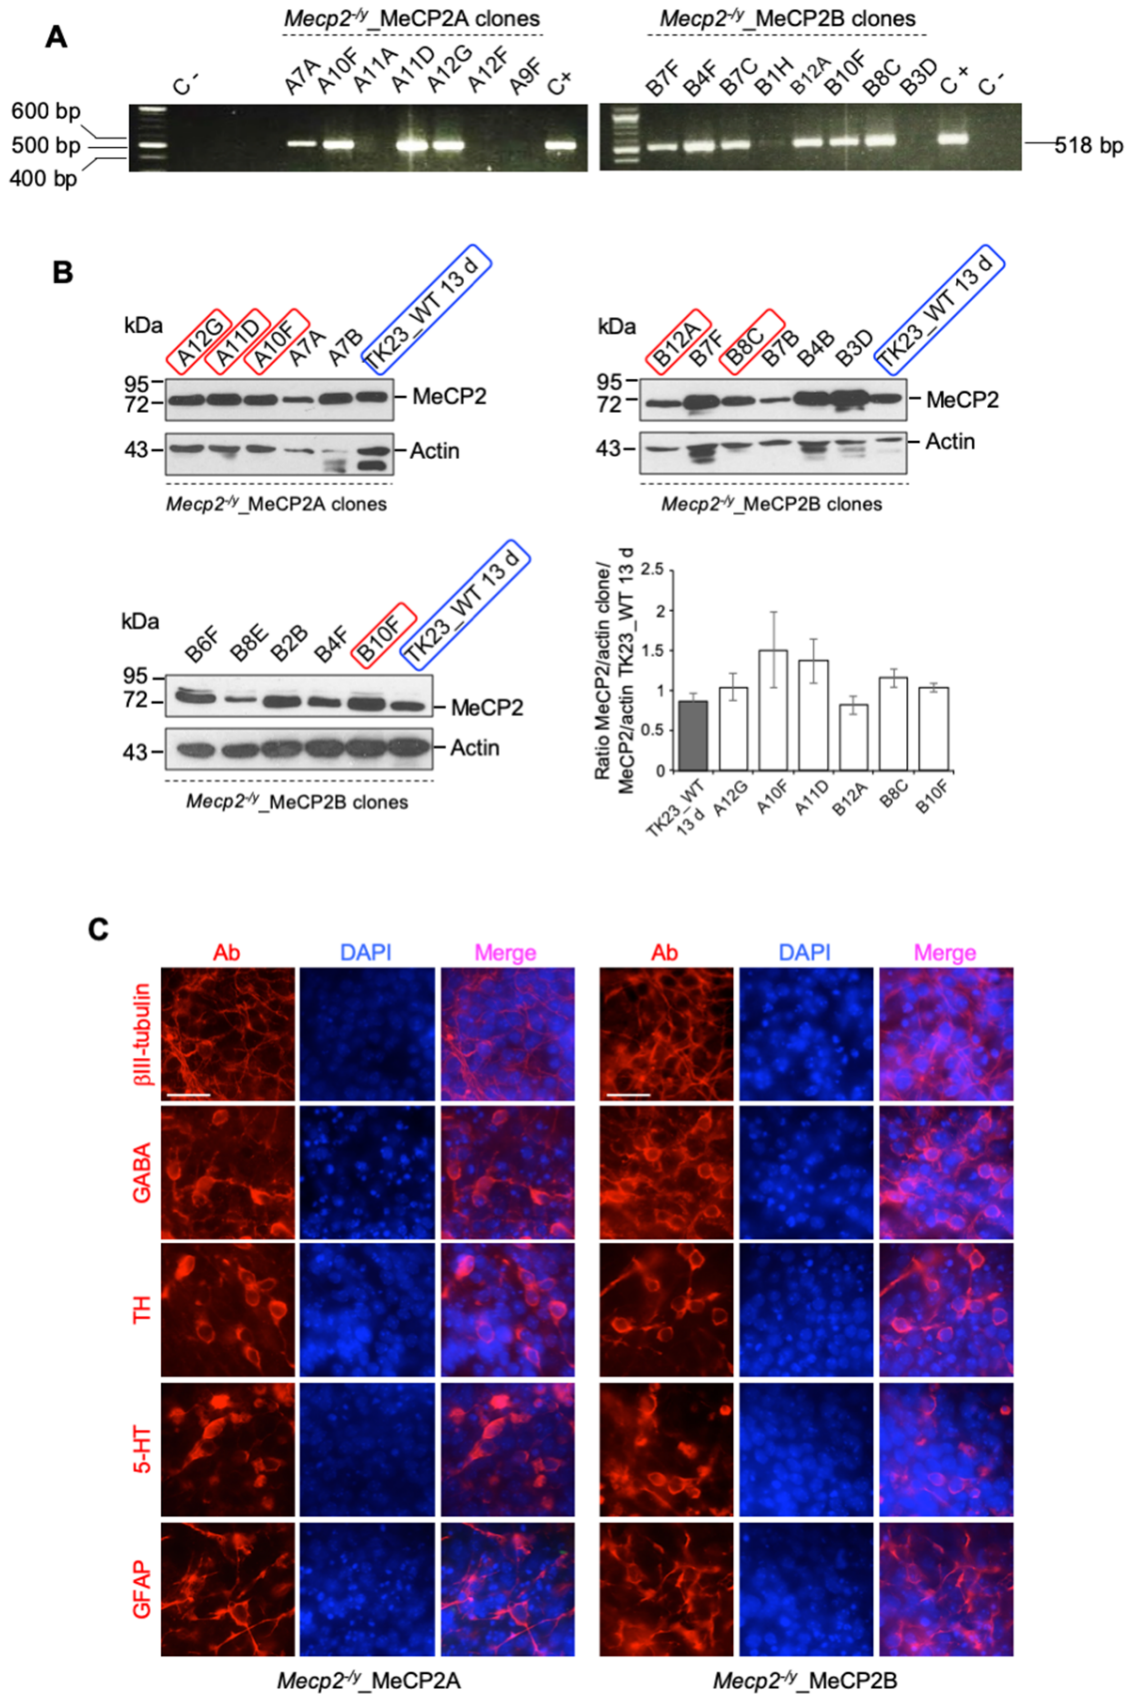 A
Mecp2-/y_MeCP2A clones
Mecp2-/y_MeCP2B clones
C - A7A A10F A11A A11D A12G A12F A9F C+
B7F B4F B7C B1H B12A B10F B8C B3D C + C -
600 bp
500 bp
400 bp
518 bp
B
kDa
A12G A11D A10F A7A A7B TK23_WT 13 d
95
72
MeCP2
43
Actin
Mecp2-/y_MeCP2A clones
kDa
B12A B7F B8C B7B B4B B3D TK23_WT 13 d
95
72
MeCP2
43
Actin
Mecp2-/y_MeCP2B clones
kDa
B6F B8E B2B B4F B10F TK23_WT 13 d
95
72
MeCP2
43
Actin
Mecp2-/y_MeCP2B clones
Ratio MeCP2/actin clone/
MeCP2/actin TK23_WT 13 d
2.5
2
1.5
1
0.5
0
TK23_WT
13 d
A12G
A10F
A11D
B12A
B8C
B10F
C
Ab DAPI Merge Ab DAPI Merge
βIII-tubulin
GABA
TH
5-HT
GFAP
Mecp2-/y_MeCP2A
Mecp2-/y_MeCP2B